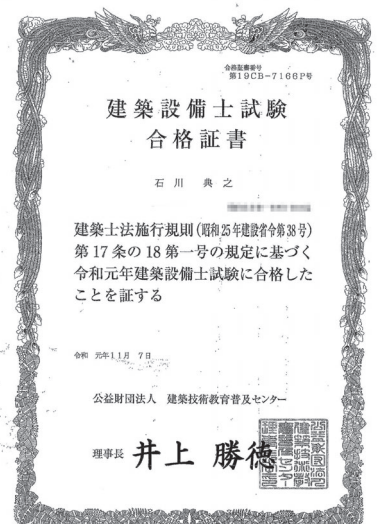 合格証書番号
第19CB-7166P号
建築設備士試験
合格証書
石川 典之
建築士法施行規則(昭和25年建設省令第38号)
第17条の18第一号の規定に基づく
令和元年建築設備士試験に合格した
ことを証する
令和 元年11月 7日
公益財団法人 建築技術教育普及センター
理事長 井上 勝徳